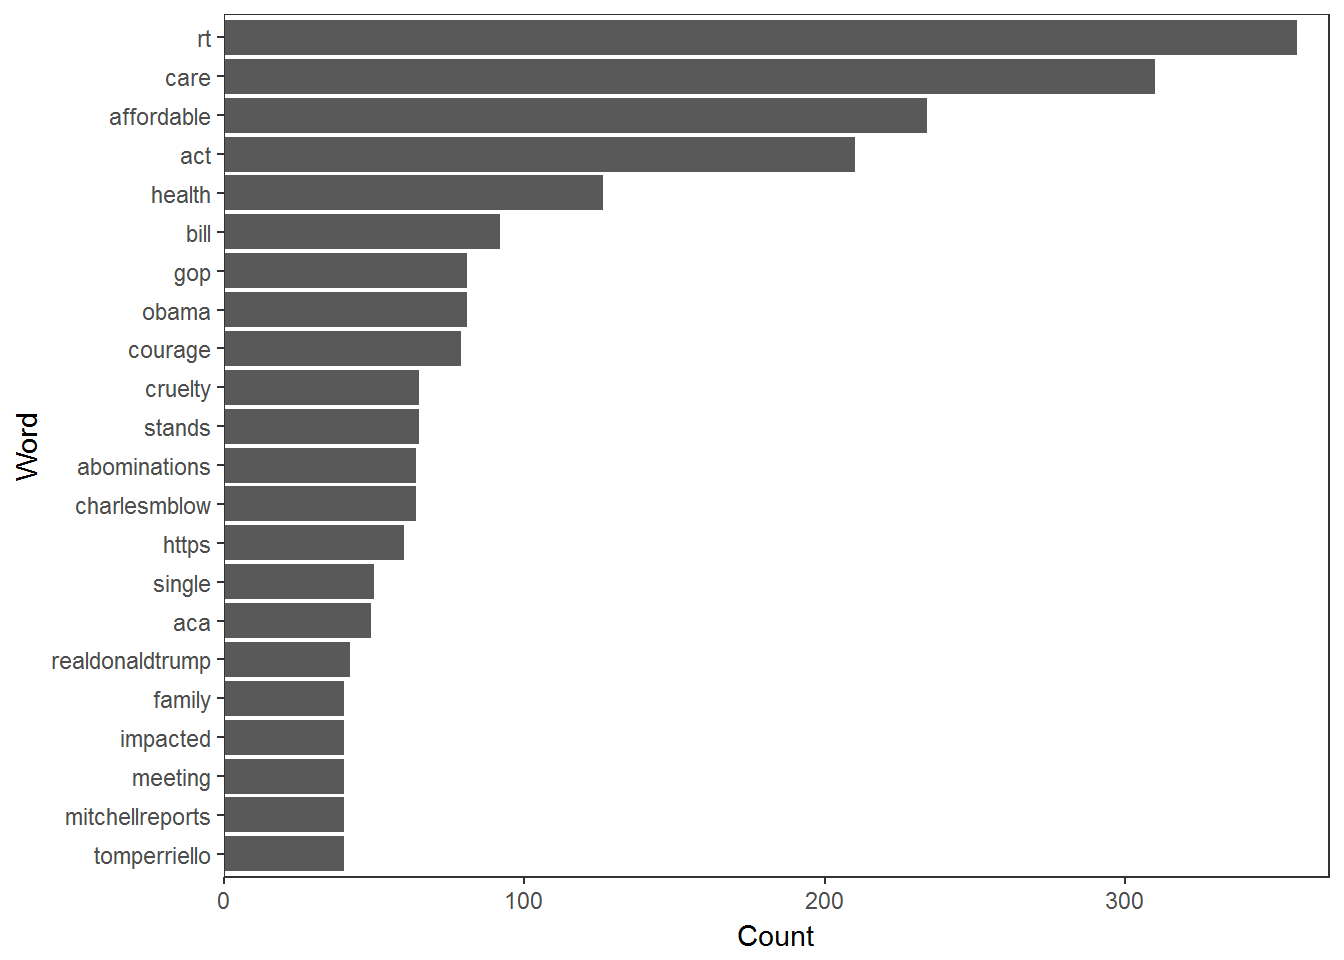 rt
care
affordable
act
health
bill
gop
obama
courage
cruelty
stands
abominations
charlesmblow
https
single
aca
realdonaldtrump
family
impacted
meeting
mitchellreports
tomperriello
Word
0 100 200 300
Count